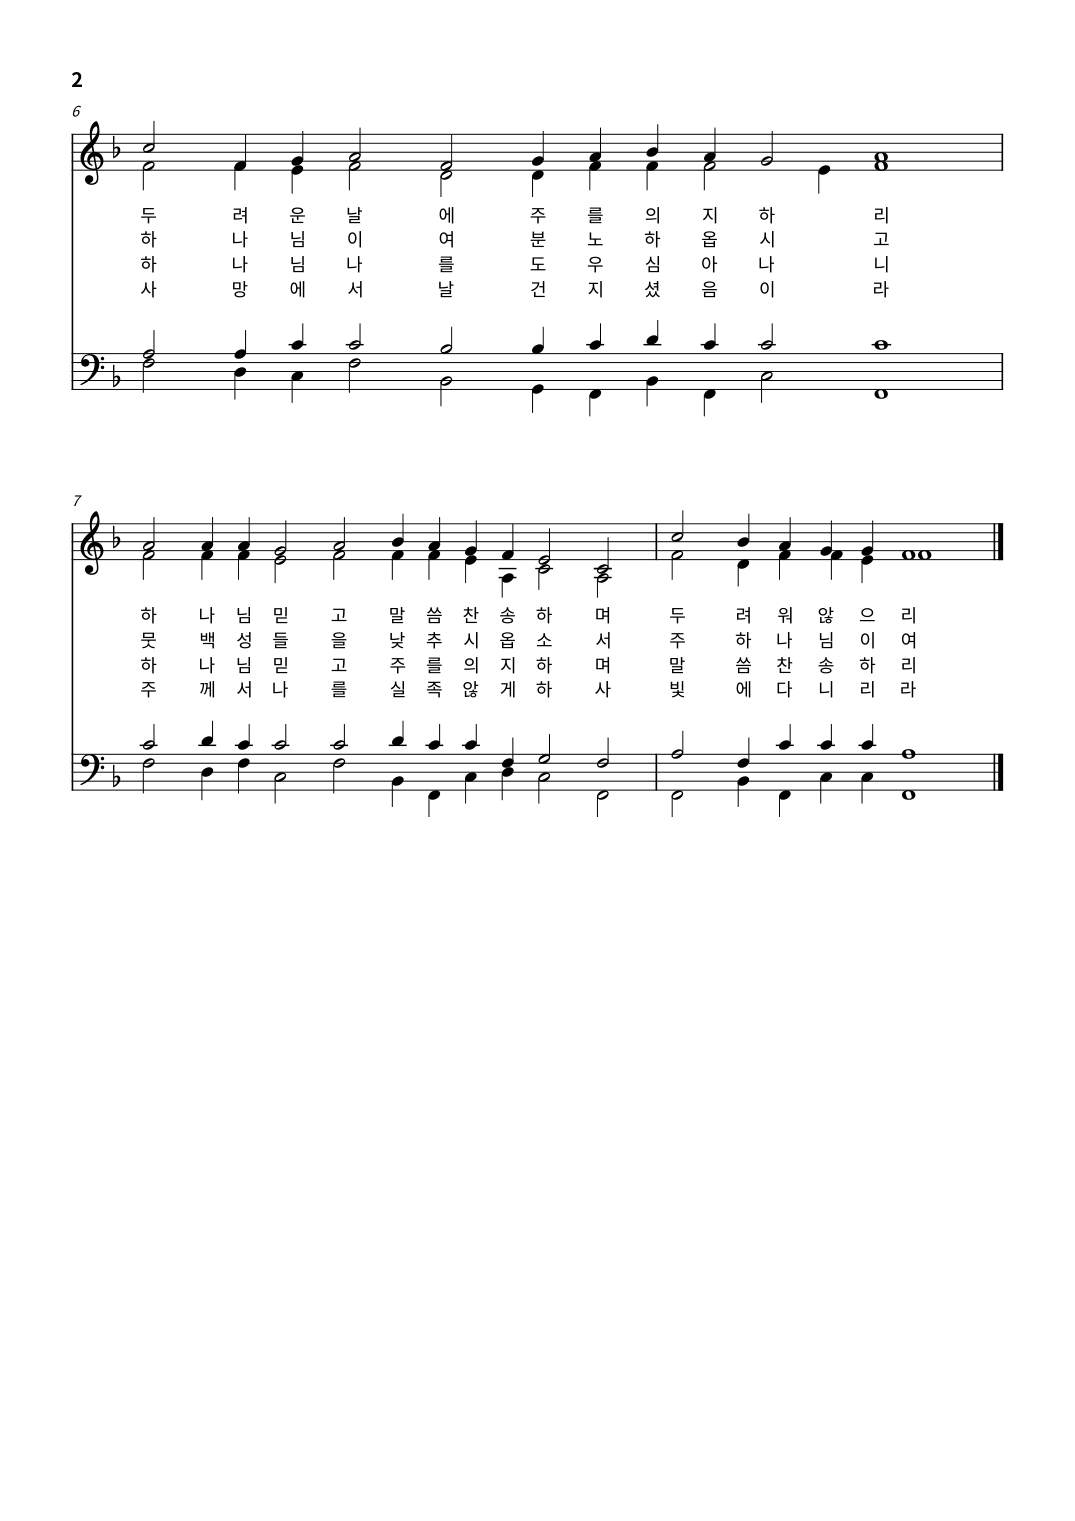 2
6
두 려 운 날 에 주 를 의 지 하 리
하 나 님 이 여 분 노 하 옵 시 고
하 나 님 나 를 도 우 심 아 나 니
사 망 에 서 날 건 지 셨 음 이 라
7
하 나 님 믿 고 말 씀 찬 송 하 며 두 려 워 않 으 리
뭇 백 성 들 을 낮 추 시 옵 소 서 주 하 나 님 이 여
하 나 님 믿 고 주 를 의 지 하 며 말 씀 찬 송 하 리
주 께 서 나 를 실 족 않 게 하 사 빛 에 다 니 리 라